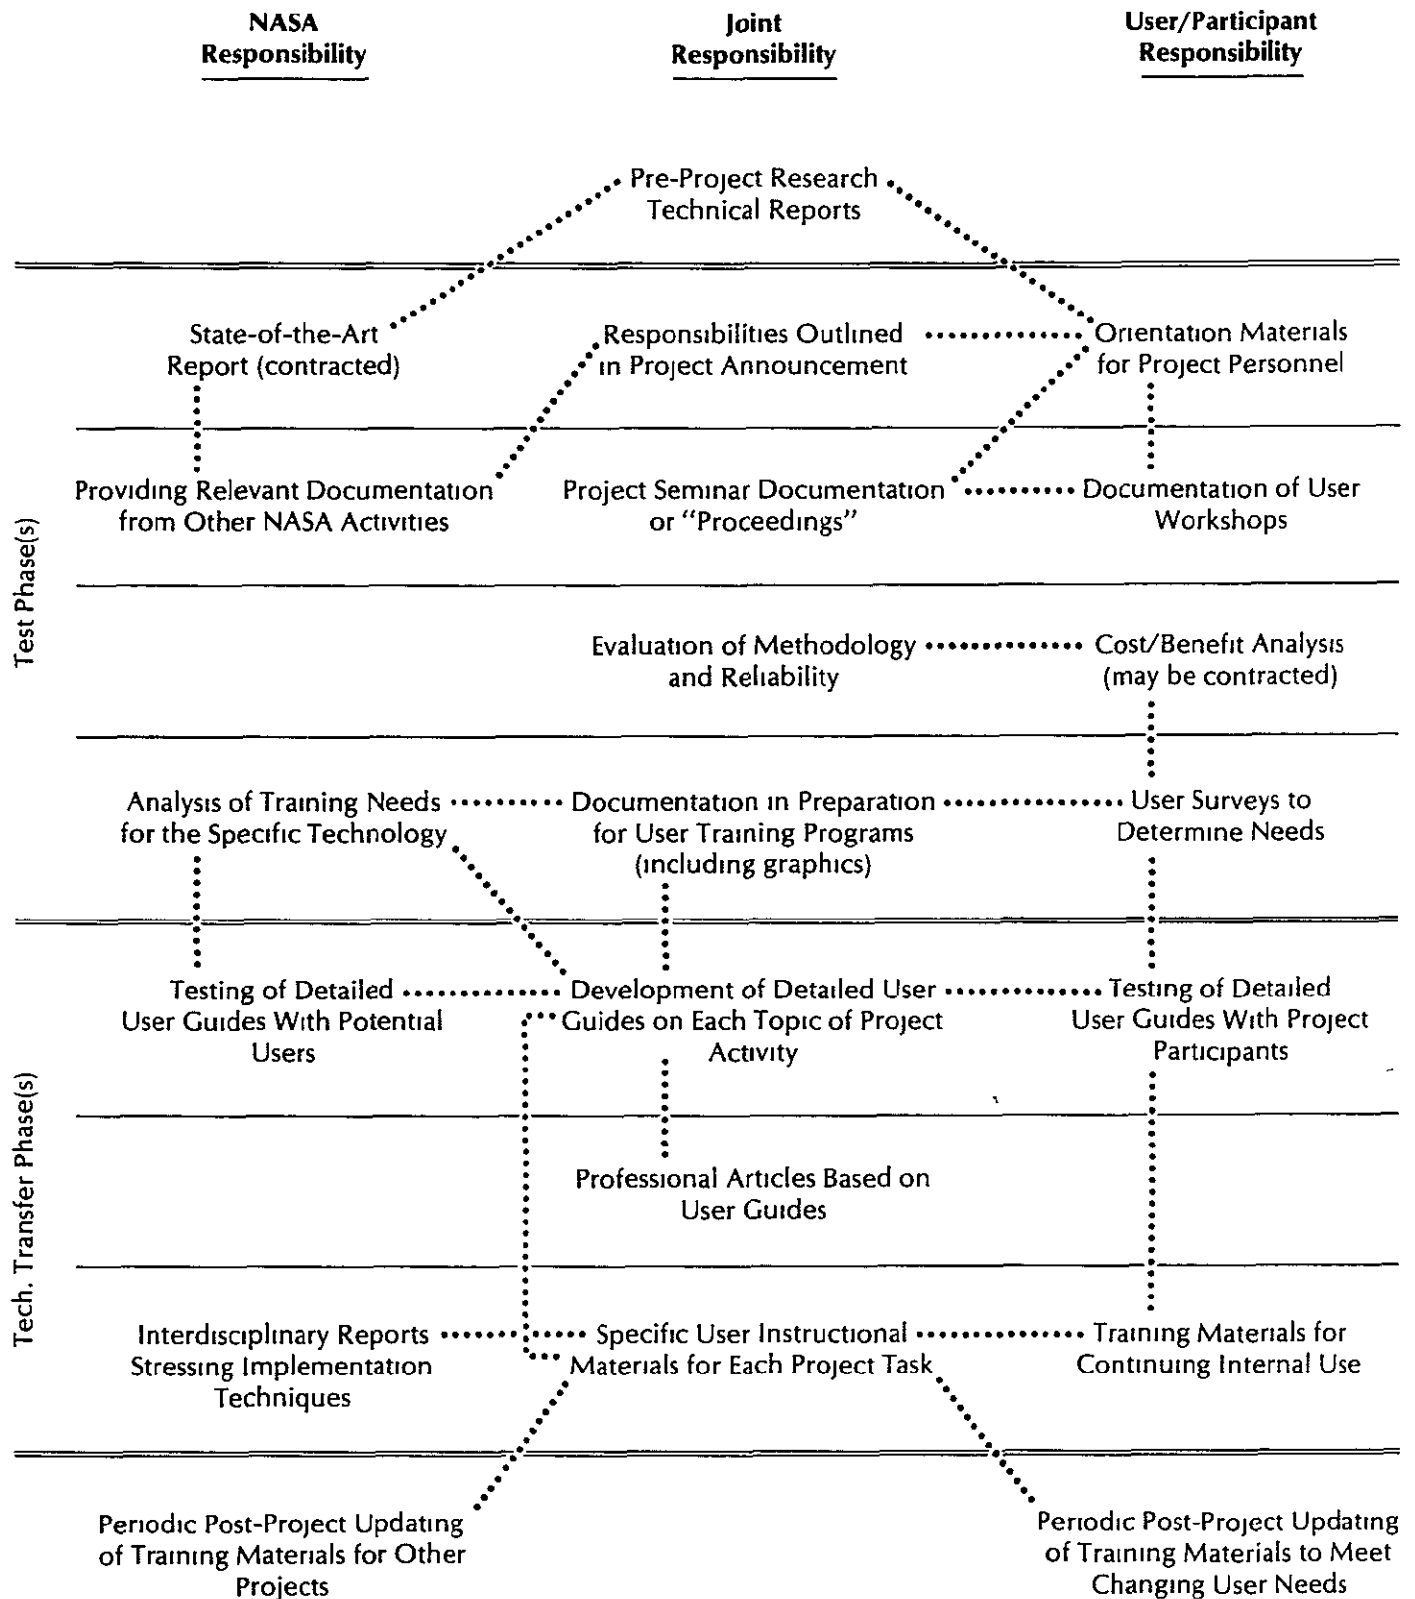 NASA
Responsibility
Joint
Responsibility
User/Participant
Responsibility
Pre-Project Research
Technical Reports
State-of-the-Art
Report (contracted)
Responsibilities Outlined
in Project Announcement
Orientation Materials
for Project Personnel
Test Phase(s)
Providing Relevant Documentation
from Other NASA Activities
Project Seminar Documentation
or "Proceedings"
Documentation of User
Workshops
Evaluation of Methodology
and Reliability
Cost/Benefit Analysis
(may be contracted)
Analysis of Training Needs
for the Specific Technology
Documentation in Preparation
for User Training Programs
(including graphics)
User Surveys to
Determine Needs
Tech. Transfer Phase(s)
Testing of Detailed
User Guides With Potential
Users
Development of Detailed User
Guides on Each Topic of Project
Activity
Testing of Detailed
User Guides With Project
Participants
Professional Articles Based on
User Guides
Interdisciplinary Reports
Stressing Implementation
Techniques
Specific User Instructional
Materials for Each Project Task
Training Materials for
Continuing Internal Use
Periodic Post-Project Updating
of Training Materials for Other
Projects
Periodic Post-Project Updating
of Training Materials to Meet
Changing User Needs